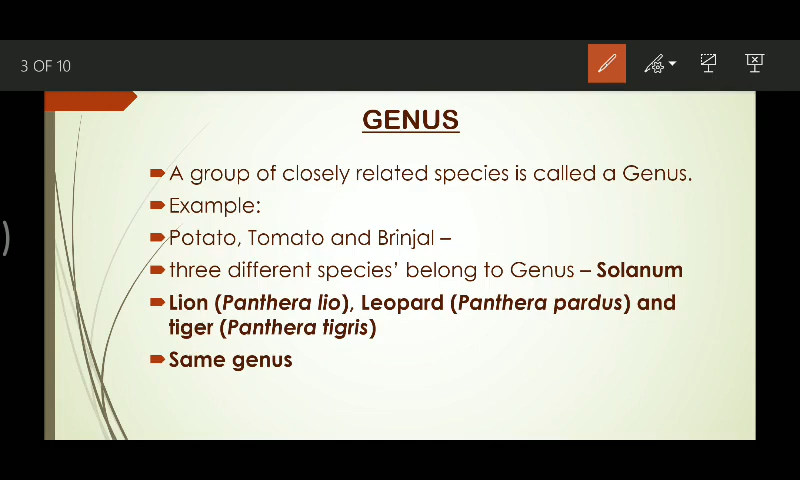 3 OF 10
GENUS
A group of closely related species is called a Genus.
Example:
Potato, Tomato and Brinjal –
three different species' belong to Genus – Solanum
Lion (Panthera lio), Leopard (Panthera pardus) and
tiger (Panthera tigris)
Same genus